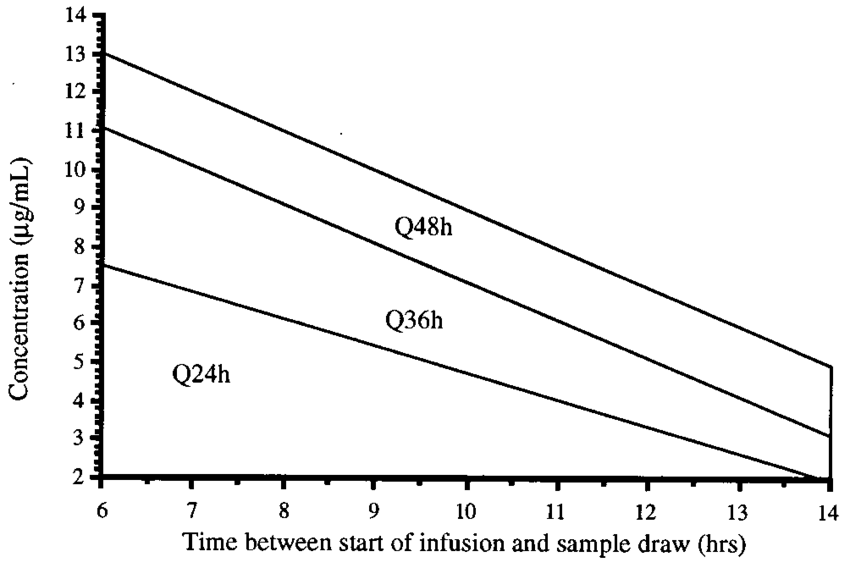 14
13
12
11
10
9
8
7
6
5
4
3
2
Concentration (µg/mL)
Q48h
Q36h
Q24h
6 7 8 9 10 11 12 13 14
Time between start of infusion and sample draw (hrs)